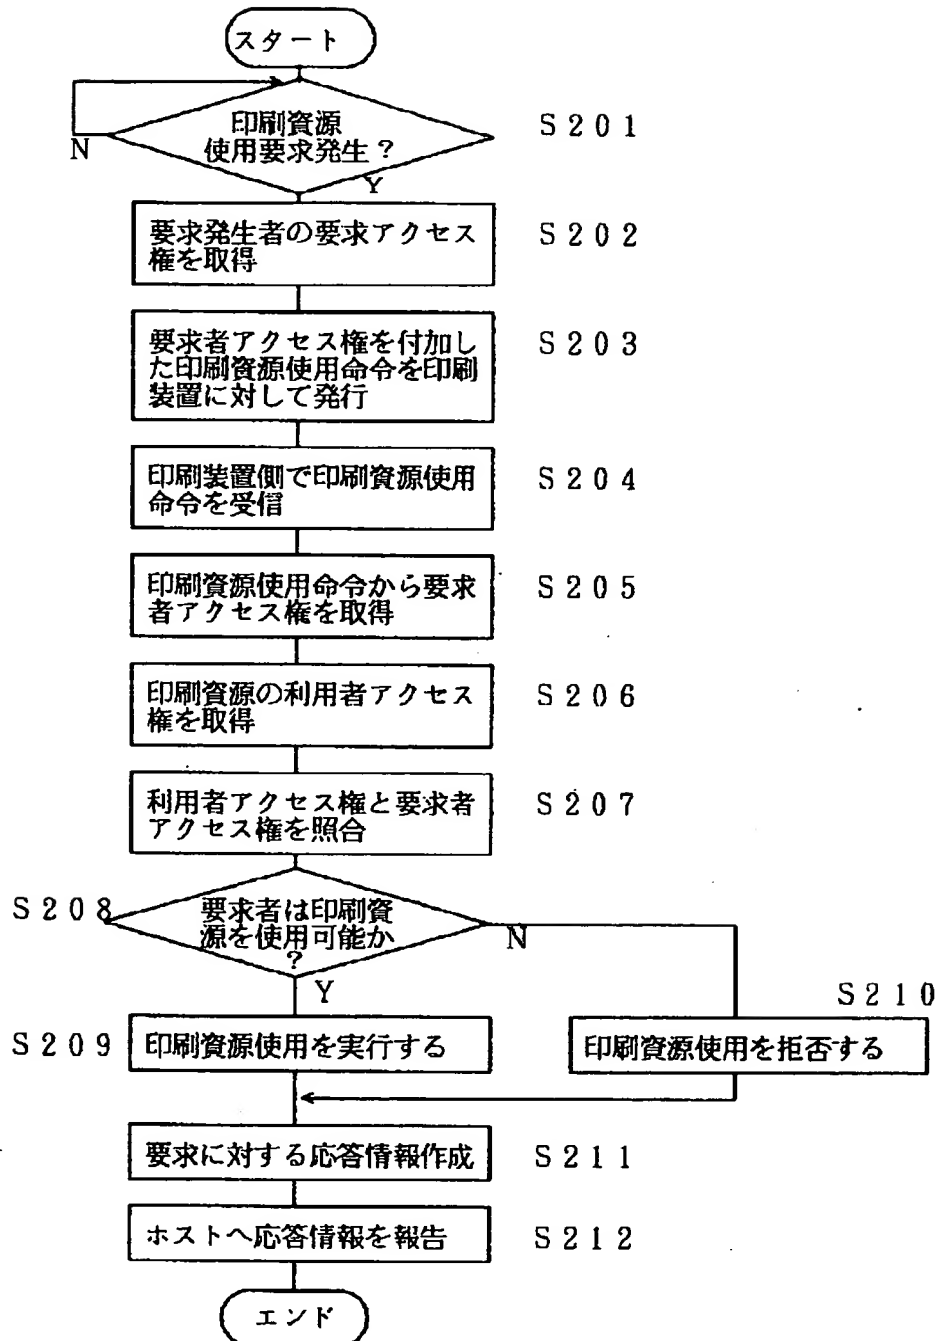 スタート
印刷資源
使用要求発生?
S201
N
Y
要求発生者の要求アクセス
権を取得
S202
要求者アクセス権を付加し
た印刷資源使用命令を印刷
装置に対して発行
S203
印刷装置側で印刷資源使用
命令を受信
S204
印刷資源使用命令から要求
者アクセス権を取得
S205
印刷資源の利用者アクセス
権を取得
S206
利用者アクセス権と要求者
アクセス権を照合
S207
S208
要求者は印刷資
源を使用可能か
?
N
Y
S210
S209
印刷資源使用を実行する
印刷資源使用を拒否する
要求に対する応答情報作成
S211
ホストへ応答情報を報告
S212
エンド